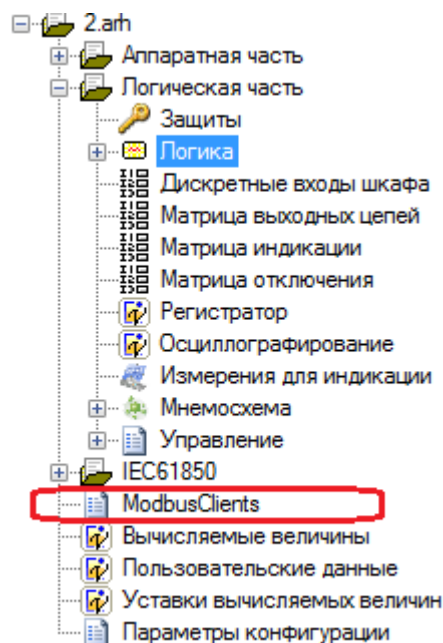 2.arh
Аппаратная часть
Логическая часть
Защиты
Логика
Дискретные входы шкафа
Матрица выходных цепей
Матрица индикации
Матрица отключения
Регистратор
Осциллографирование
Измерения для индикации
Мнемосхема
Управление
IEC61850
ModbusClients
Вычисляемые величины
Пользовательские данные
Уставки вычисляемых величин
Параметры конфигурации